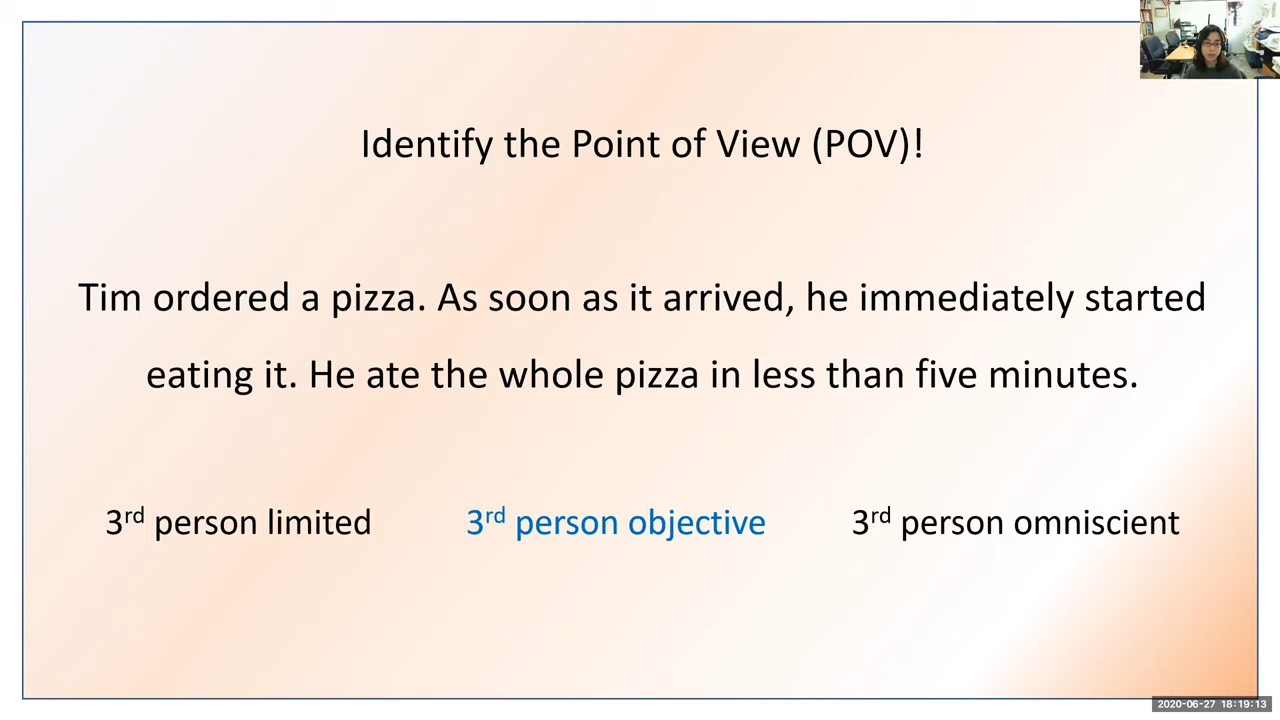 Identify the Point of View (POV)!
Tim ordered a pizza. As soon as it arrived, he immediately started
eating it. He ate the whole pizza in less than five minutes.
3rd person limited
3rd person objective
3rd person omniscient
2020-06-27 18:19:13